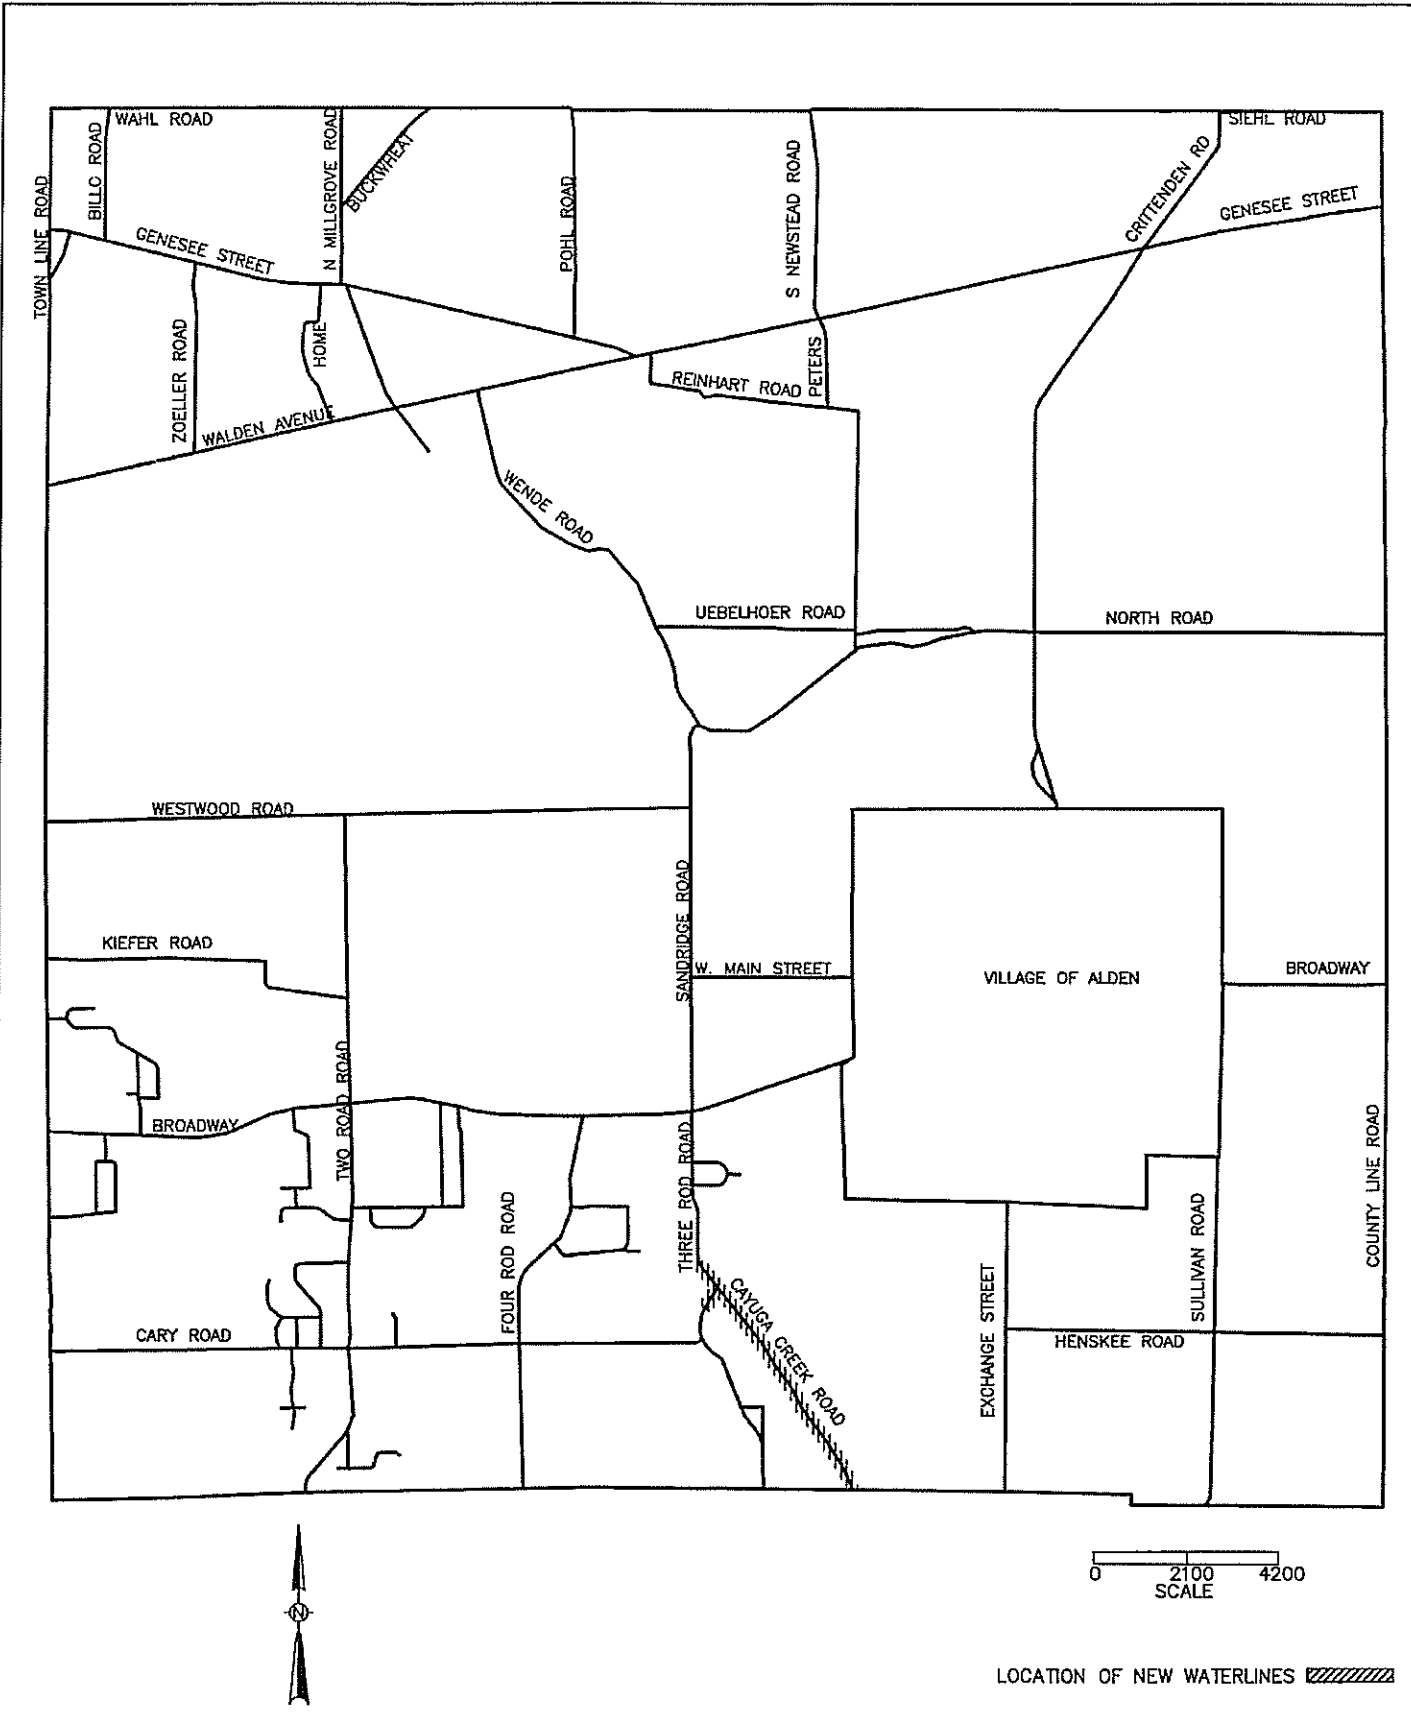 WAHL ROAD
SIEHL ROAD
BILLO ROAD
N MILLGROVE ROAD
BUCKWHEAT
POHL ROAD
S NEWSTEAD ROAD
CRITTENDEN RD
GENESEE STREET
TOWN LINE ROAD
GENESEE STREET
ZOELLER ROAD
HOME
PETERS
REINHART ROAD
WALDEN AVENUE
WENDE ROAD
UEBELHOER ROAD
NORTH ROAD
WESTWOOD ROAD
SANDRIDGE ROAD
KIEFER ROAD
W. MAIN STREET
VILLAGE OF ALDEN
BROADWAY
TWO ROAD ROAD
BROADWAY
THREE ROD ROAD
COUNTY LINE ROAD
FOUR ROD ROAD
SULLIVAN ROAD
EXCHANGE STREET
CAYUGA CREEK ROAD
CARY ROAD
HENSKEE ROAD
0 2100 4200
SCALE
N
LOCATION OF NEW WATERLINES